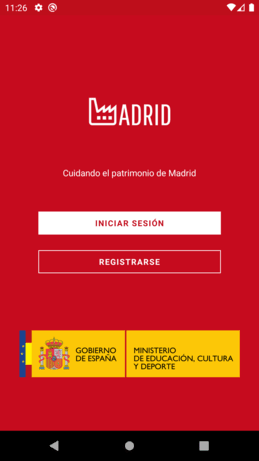 11:26
MADRID
Cuidando el patrimonio de Madrid
INICIAR SESIÓN
REGISTRARSE
GOBIERNO
DE ESPAÑA
MINISTERIO
DE EDUCACIÓN, CULTURA
Y DEPORTE